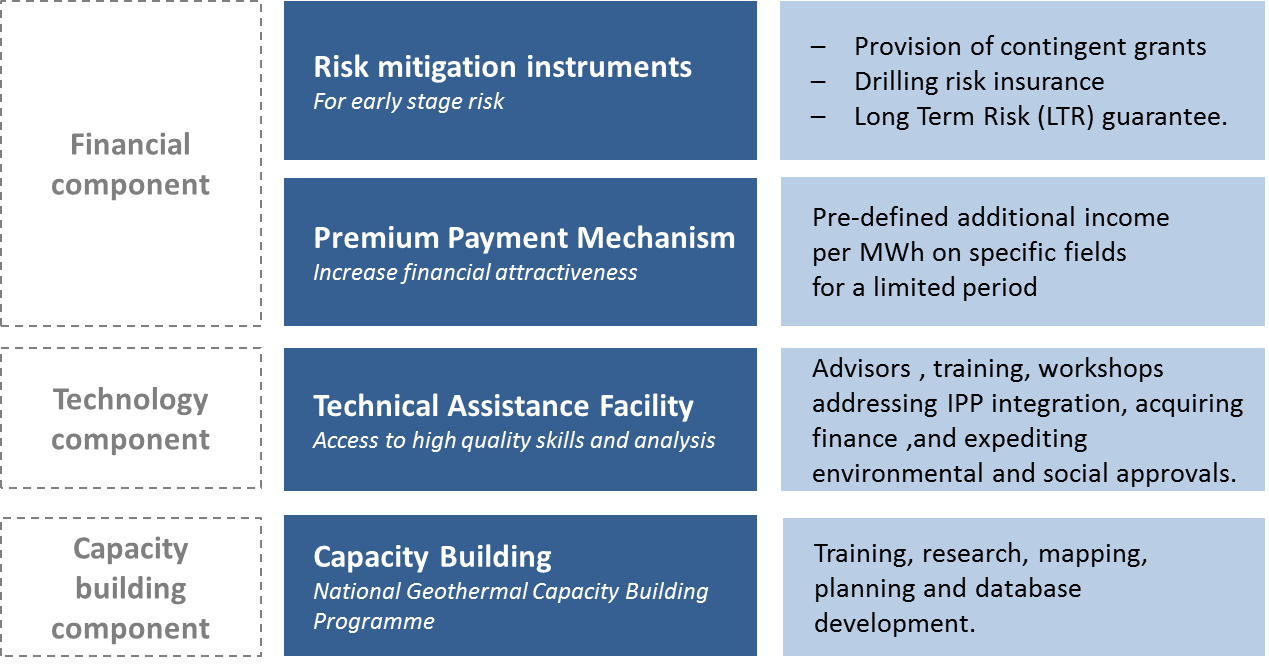 Financial
component
Risk mitigation instruments
For early stage risk
– Provision of contingent grants
– Drilling risk insurance
– Long Term Risk (LTR) guarantee.
Premium Payment Mechanism
Increase financial attractiveness
Pre-defined additional income
per MWh on specific fields
for a limited period
Technology
component
Technical Assistance Facility
Access to high quality skills and analysis
Advisors , training, workshops
addressing IPP integration, acquiring
finance ,and expediting
environmental and social approvals.
Capacity
building
component
Capacity Building
National Geothermal Capacity Building
Programme
Training, research, mapping,
planning and database
development.